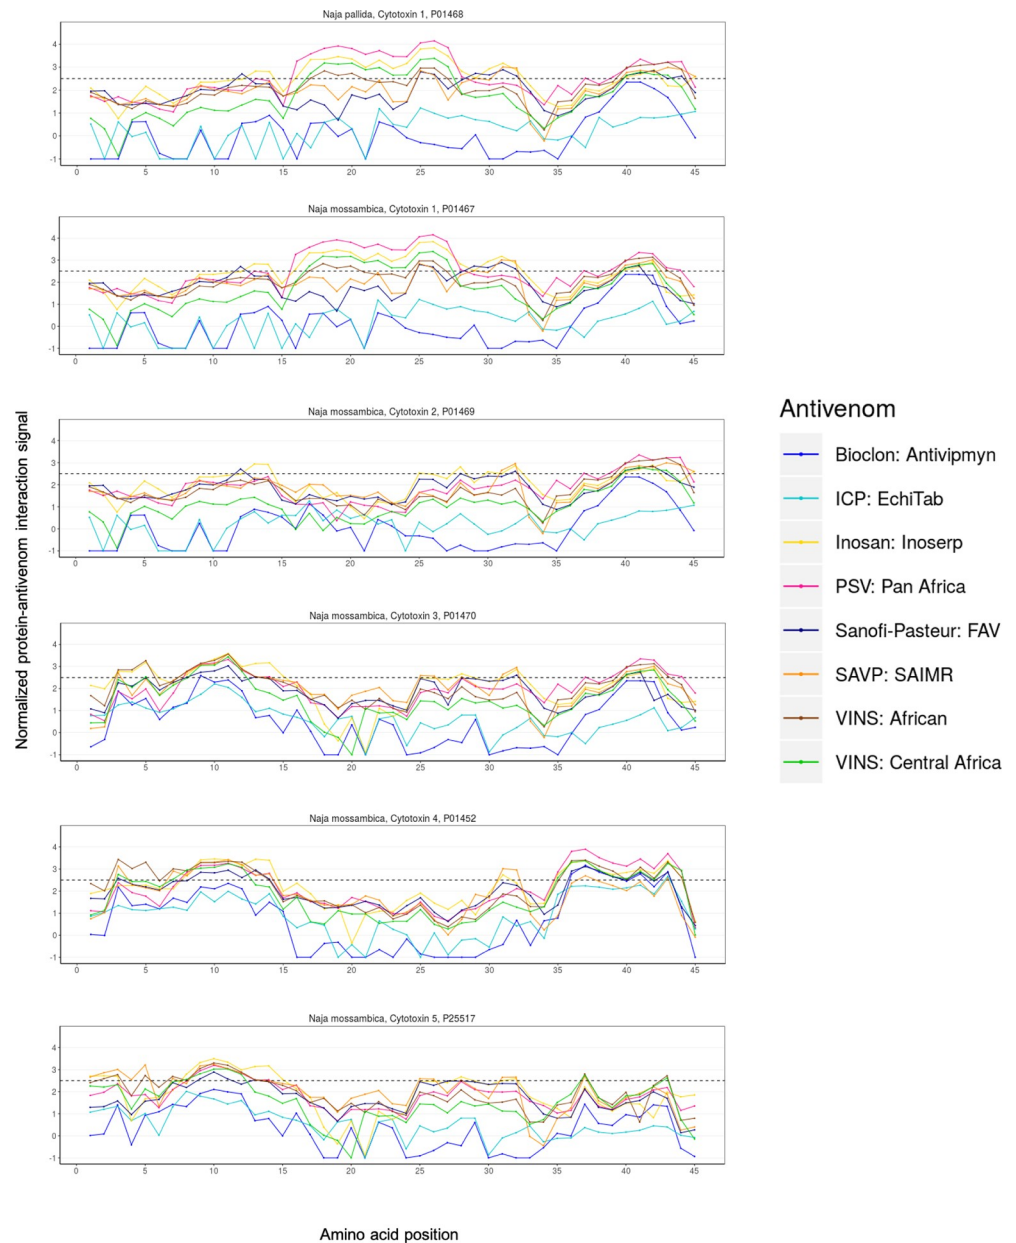 Naja pallida, Cytotoxin 1, P01468
4
3
2
1
0
-1
0 5 10 15 20 25 30 35 40 45
Naja mossambica, Cytotoxin 1, P01467
4
3
2
1
0
-1
0 5 10 15 20 25 30 35 40 45
Naja mossambica, Cytotoxin 2, P01469
4
3
2
1
0
-1
0 5 10 15 20 25 30 35 40 45
Naja mossambica, Cytotoxin 3, P01470
4
3
2
1
0
-1
0 5 10 15 20 25 30 35 40 45
Naja mossambica, Cytotoxin 4, P01452
4
3
2
1
0
-1
0 5 10 15 20 25 30 35 40 45
Naja mossambica, Cytotoxin 5, P25517
4
3
2
1
0
-1
0 5 10 15 20 25 30 35 40 45
Normalized protein-antivenom interaction signal
Amino acid position
Antivenom
Bioclon: Antivipmyn
ICP: EchiTab
Inosan: Inoserp
PSV: Pan Africa
Sanofi-Pasteur: FAV
SAVP: SAIMR
VINS: African
VINS: Central Africa